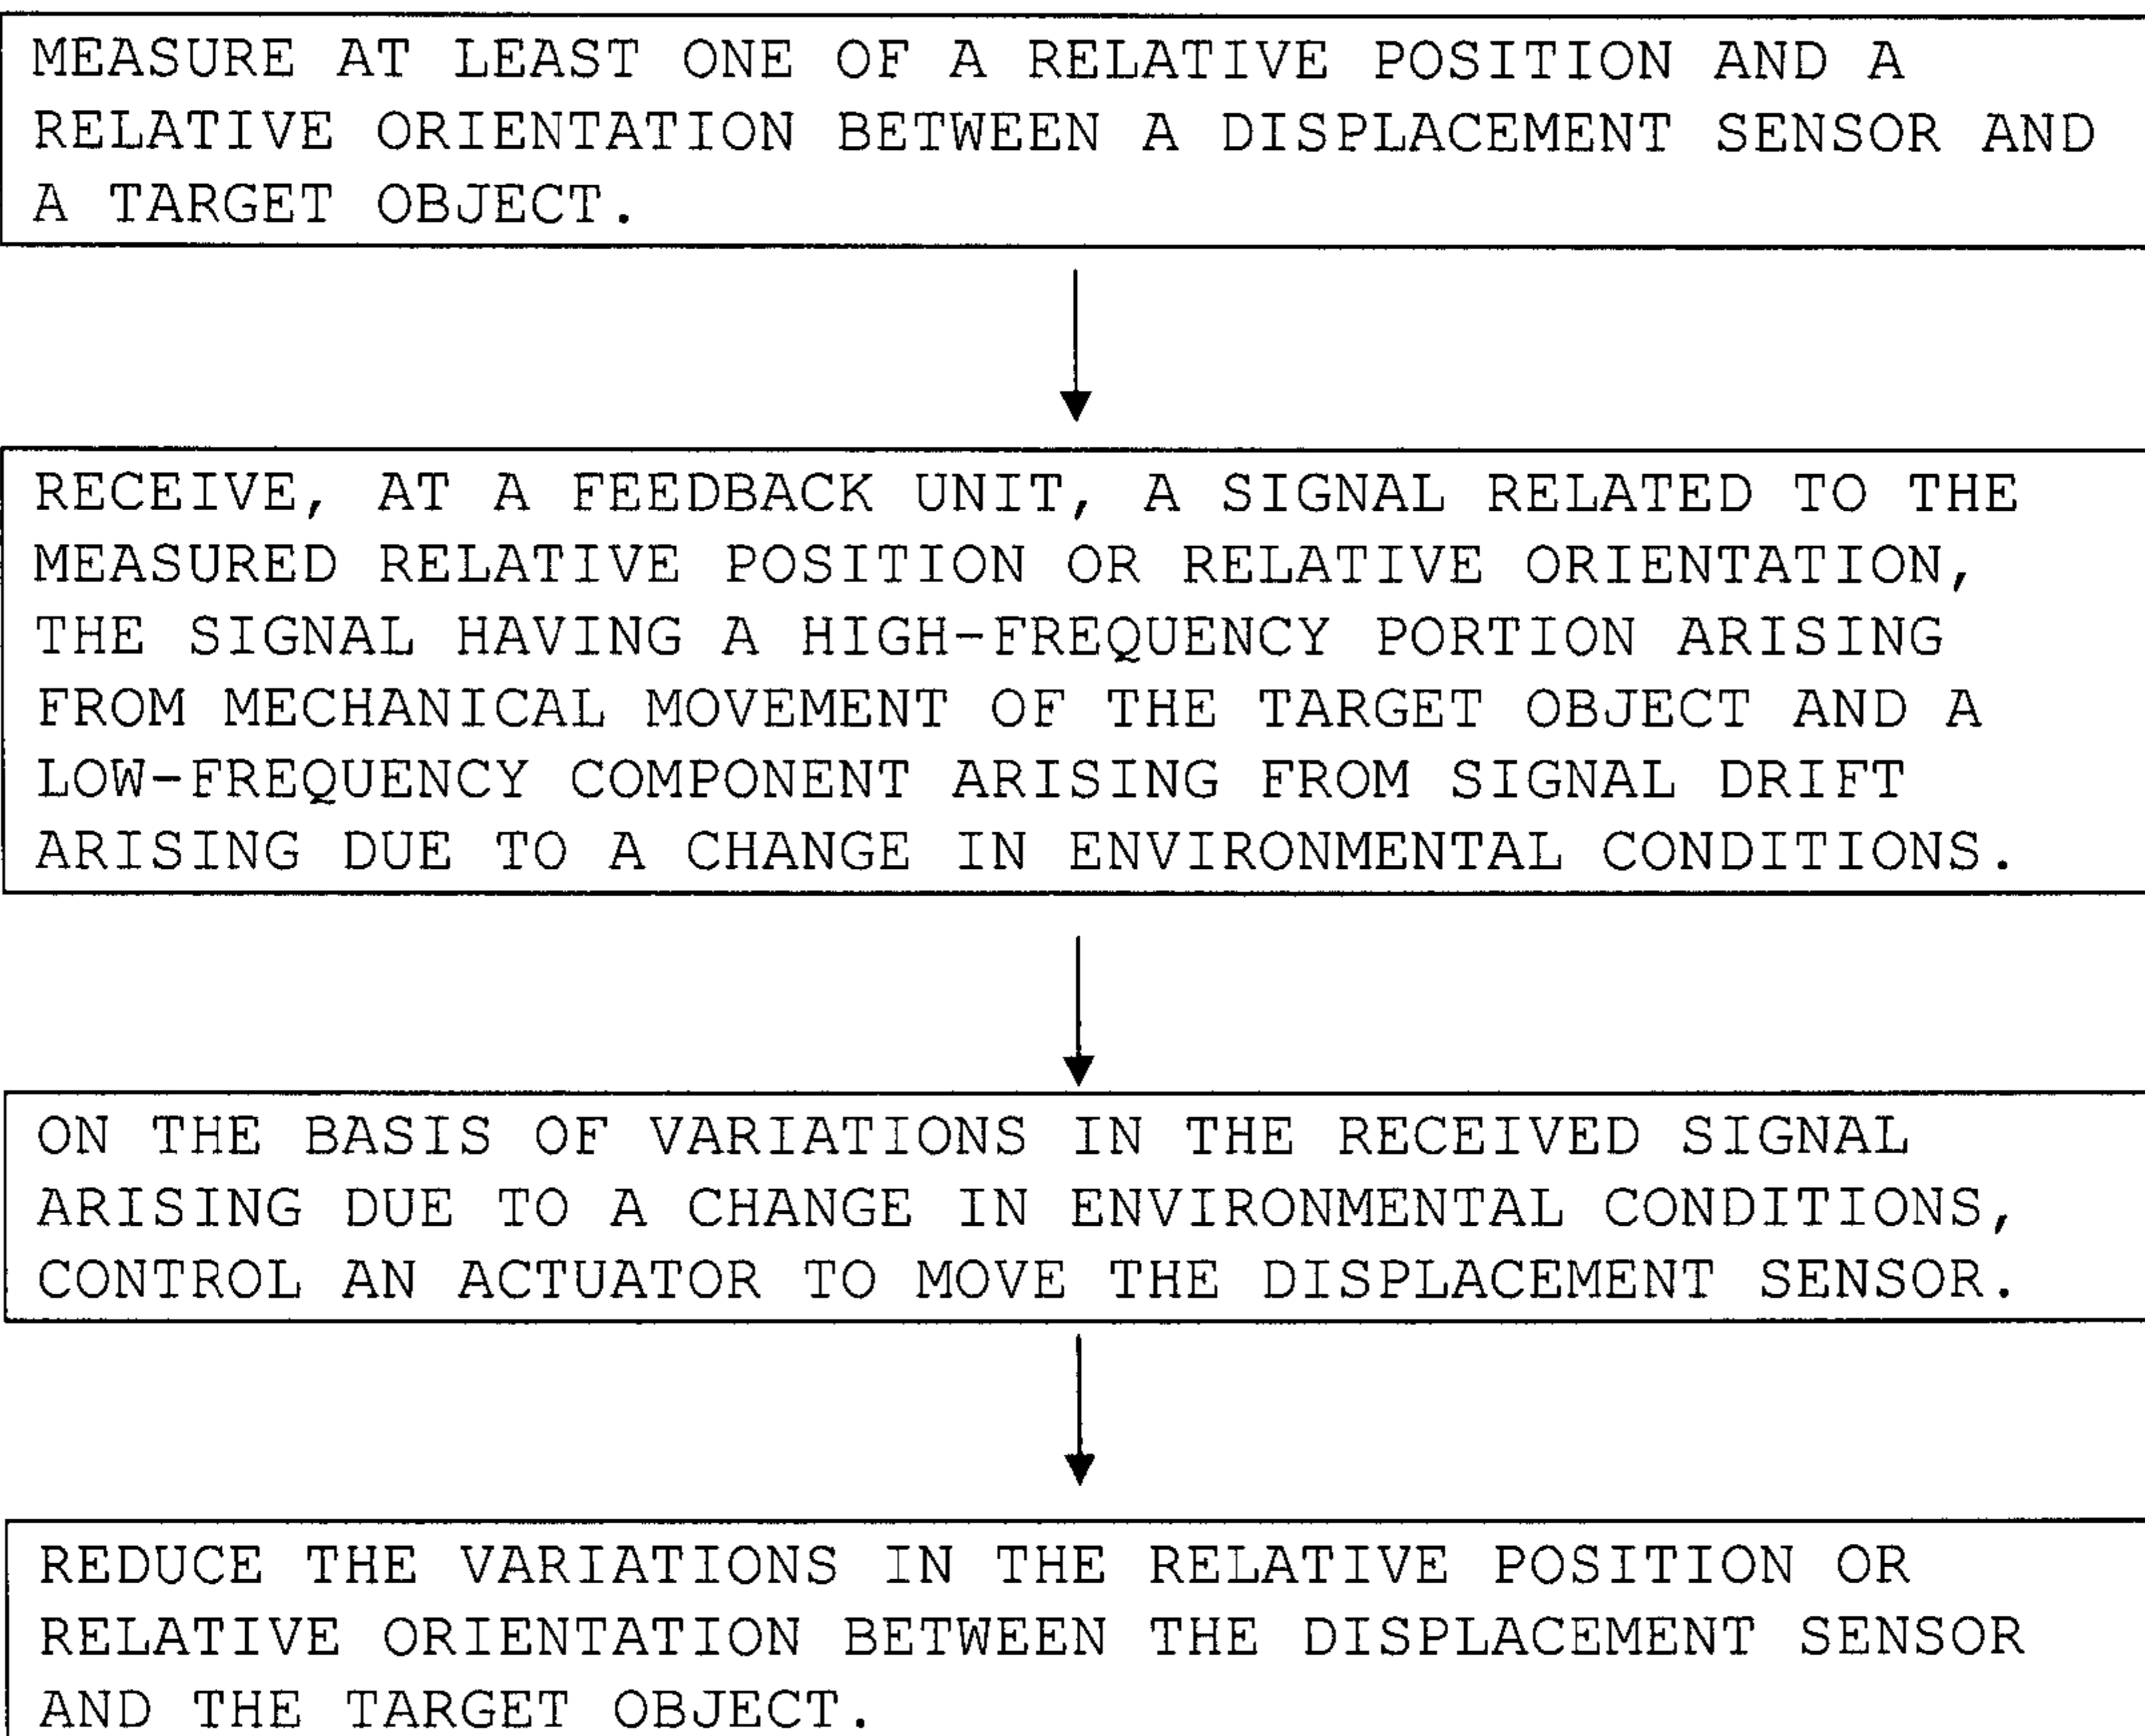 MEASURE AT LEAST ONE OF A RELATIVE POSITION AND A
RELATIVE ORIENTATION BETWEEN A DISPLACEMENT SENSOR AND
A TARGET OBJECT.
RECEIVE, AT A FEEDBACK UNIT, A SIGNAL RELATED TO THE
MEASURED RELATIVE POSITION OR RELATIVE ORIENTATION,
THE SIGNAL HAVING A HIGH-FREQUENCY PORTION ARISING
FROM MECHANICAL MOVEMENT OF THE TARGET OBJECT AND A
LOW-FREQUENCY COMPONENT ARISING FROM SIGNAL DRIFT
ARISING DUE TO A CHANGE IN ENVIRONMENTAL CONDITIONS.
ON THE BASIS OF VARIATIONS IN THE RECEIVED SIGNAL
ARISING DUE TO A CHANGE IN ENVIRONMENTAL CONDITIONS,
CONTROL AN ACTUATOR TO MOVE THE DISPLACEMENT SENSOR.
REDUCE THE VARIATIONS IN THE RELATIVE POSITION OR
RELATIVE ORIENTATION BETWEEN THE DISPLACEMENT SENSOR
AND THE TARGET OBJECT.